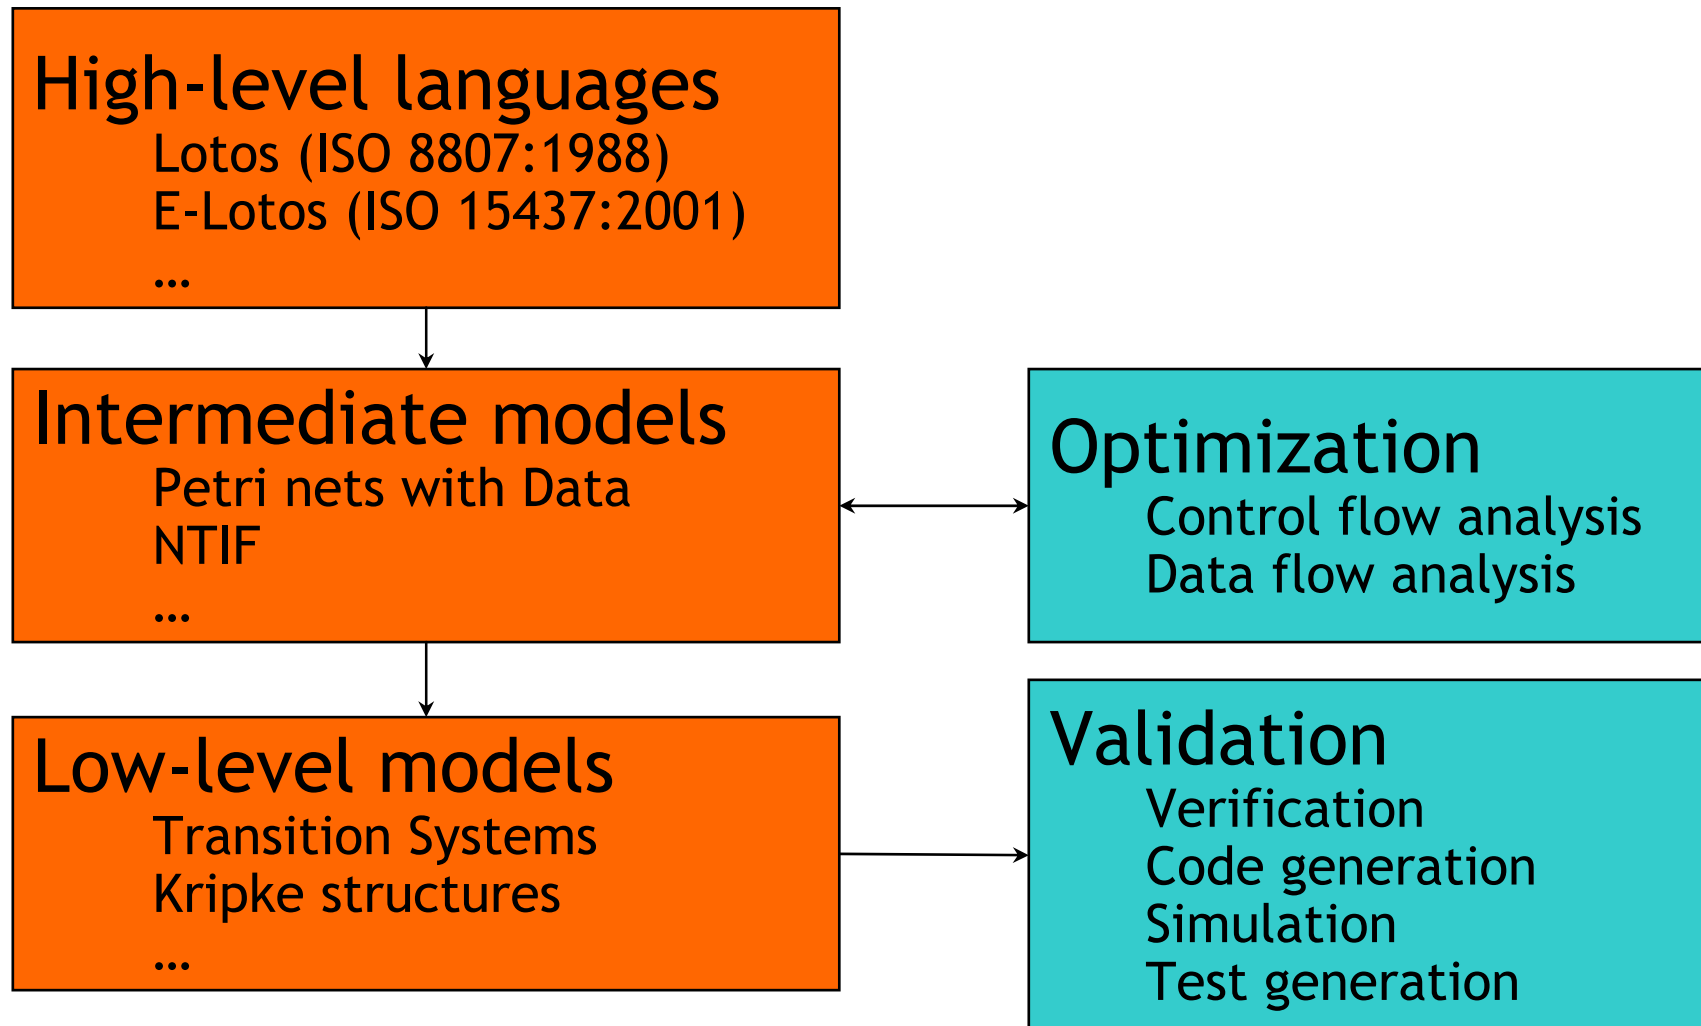 High-level languages
Lotos (ISO 8807:1988)
E-Lotos (ISO 15437:2001)
...
Intermediate models
Petri nets with Data
NTIF
...
Optimization
Control flow analysis
Data flow analysis
Low-level models
Transition Systems
Kripke structures
...
Validation
Verification
Code generation
Simulation
Test generation